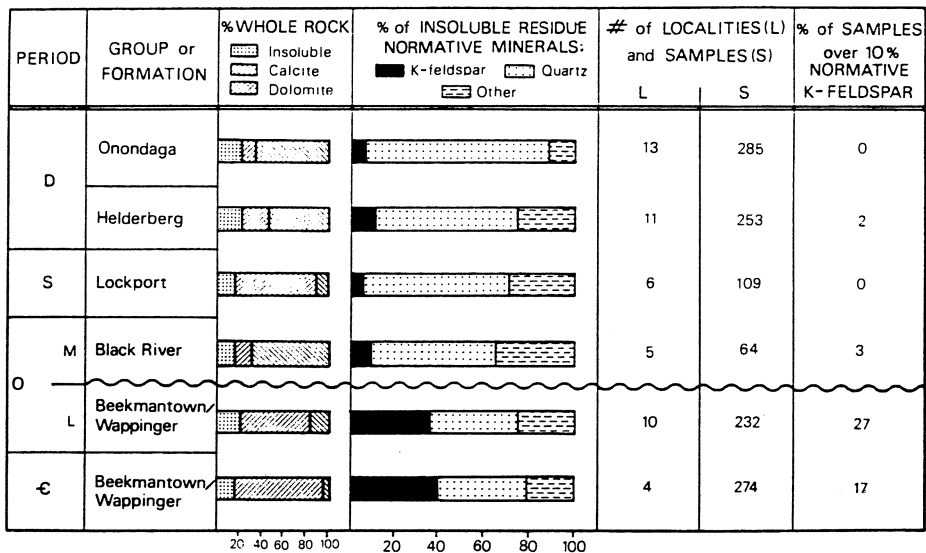 PERIOD
GROUP or
FORMATION
% WHOLE ROCK
Insoluble
Calcite
Dolomite
% of INSOLUBLE RESIDUE
NORMATIVE MINERALS:
K-feldspar Quartz
Other
# of LOCALITIES (L)
and SAMPLES (S)
L S
% of SAMPLES
over 10%
NORMATIVE
K-FELDSPAR
D
Onondaga 13 285 0
Helderberg 11 253 2
S Lockport 6 109 0
O
M Black River 5 64 3
L Beekmantown/
Wappinger 10 232 27
Є Beekmantown/
Wappinger 4 274 17
20 40 60 80 100 20 40 60 80 100